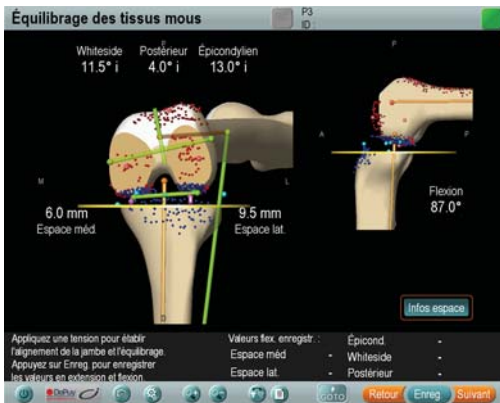 Équilibrage des tissus mous
P3
ID :
Whiteside Postérieur Épicondylien
11.5° i 4.0° i 13.0° i
P
P
A P
M L
Flexion
87.0°
6.0 mm 9.5 mm
Espace méd. Espace lat.
D
D
Infos espace
Appliquez une tension pour établir
l'alignement de la jambe et l'équilibrage.
Appuyez sur Enreg. pour enregistrer
les valeurs en extension et flexion.
Valeurs flex. enregistr. :
Espace méd -
Espace lat. -
Épicond. -
Whiteside -
Postérieur -
DePuy
GOTO
Retour Enreg Suivant